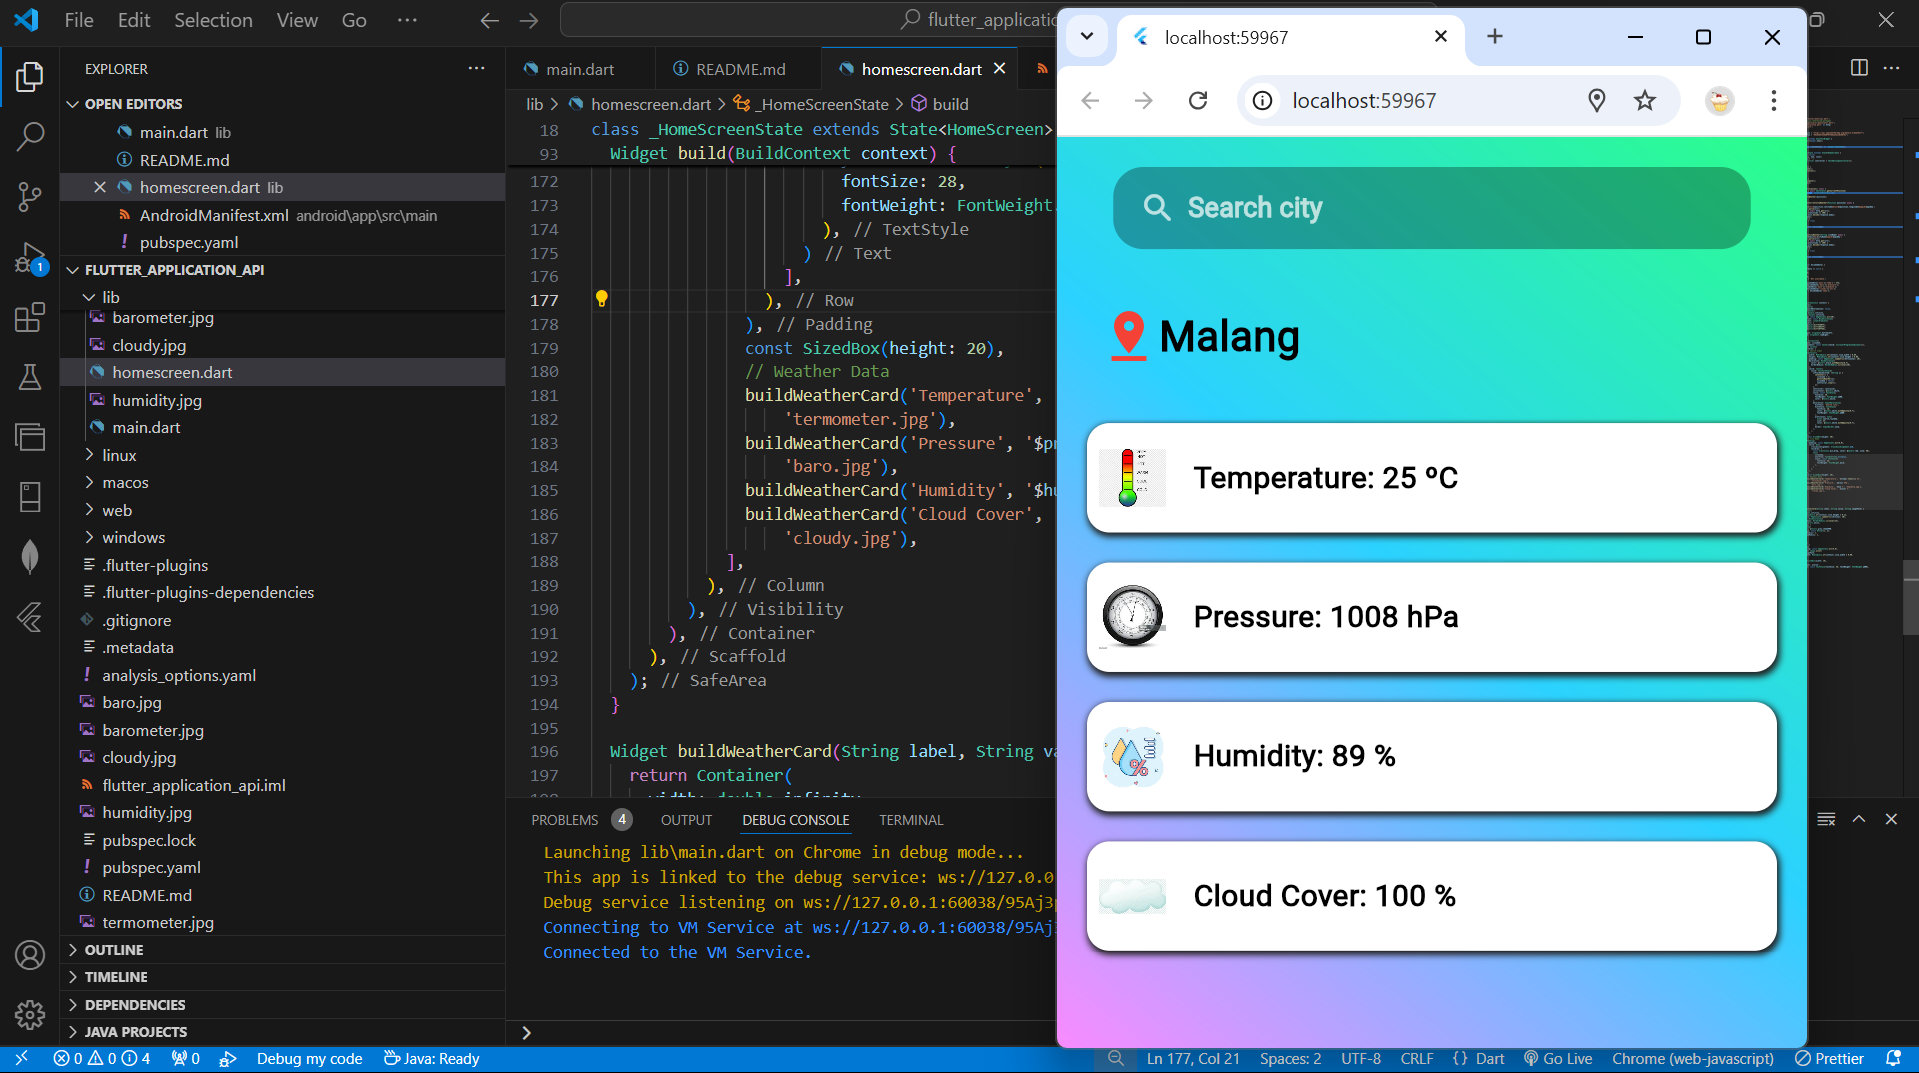 File Edit Selection View Go ···
flutter_applicatio
EXPLORER
OPEN EDITORS
main.dart lib
README.md
homescreen.dart lib
AndroidManifest.xml android\app\src\main
pubspec.yaml
FLUTTER_APPLICATION_API
lib
barometer.jpg
cloudy.jpg
homescreen.dart
humidity.jpg
main.dart
linux
macos
web
windows
.flutter-plugins
.flutter-plugins-dependencies
.gitignore
.metadata
analysis_options.yaml
baro.jpg
barometer.jpg
cloudy.jpg
flutter_application_api.iml
humidity.jpg
pubspec.lock
pubspec.yaml
README.md
termometer.jpg
OUTLINE
TIMELINE
DEPENDENCIES
JAVA PROJECTS
1
main.dart README.md homescreen.dart
lib > homescreen.dart > _HomeScreenState > build
18 class _HomeScreenState extends State<HomeScreen>
93 Widget build(BuildContext context) {
172 fontSize: 28,
173 fontWeight: FontWeight.
174 ), // TextStyle
175 ) // Text
176 ],
177 ), // Row
178 ), // Padding
179 const SizedBox(height: 20),
180 // Weather Data
181 buildWeatherCard('Temperature',
182 'termometer.jpg'),
183 buildWeatherCard('Pressure', '$pr
184 'baro.jpg'),
185 buildWeatherCard('Humidity', '$hu
186 buildWeatherCard('Cloud Cover',
187 'cloudy.jpg'),
188 ],
189 ), // Column
190 ), // Visibility
191 ), // Container
192 ), // Scaffold
193 ); // SafeArea
194 }
195
196 Widget buildWeatherCard(String label, String va
197 return Container(
PROBLEMS 4 OUTPUT DEBUG CONSOLE TERMINAL
Launching lib\main.dart on Chrome in debug mode...
This app is linked to the debug service: ws://127.0.0
Debug service listening on ws://127.0.0.1:60038/95Aj3
Connecting to VM Service at ws://127.0.0.1:60038/95Aj
Connected to the VM Service.
localhost:59967
localhost:59967
Search city
Malang
Temperature: 25 °C
Pressure: 1008 hPa
Humidity: 89 %
Cloud Cover: 100 %
0 0 4 0 Debug my code Java: Ready
Ln 177, Col 21 Spaces: 2 UTF-8 CRLF {} Dart Go Live Chrome (web-javascript) Prettier